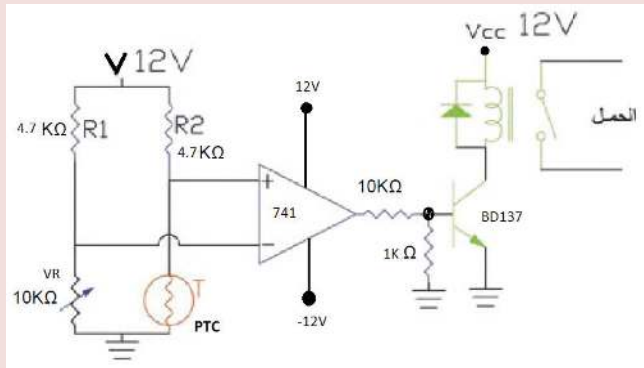 V 12V
Vcc 12V
12V
4.7 KΩ R1
R2
4.7KΩ
الحمل
+
741
10KΩ
BD137
-
1K Ω
VR
10KΩ
T
PTC
-12V